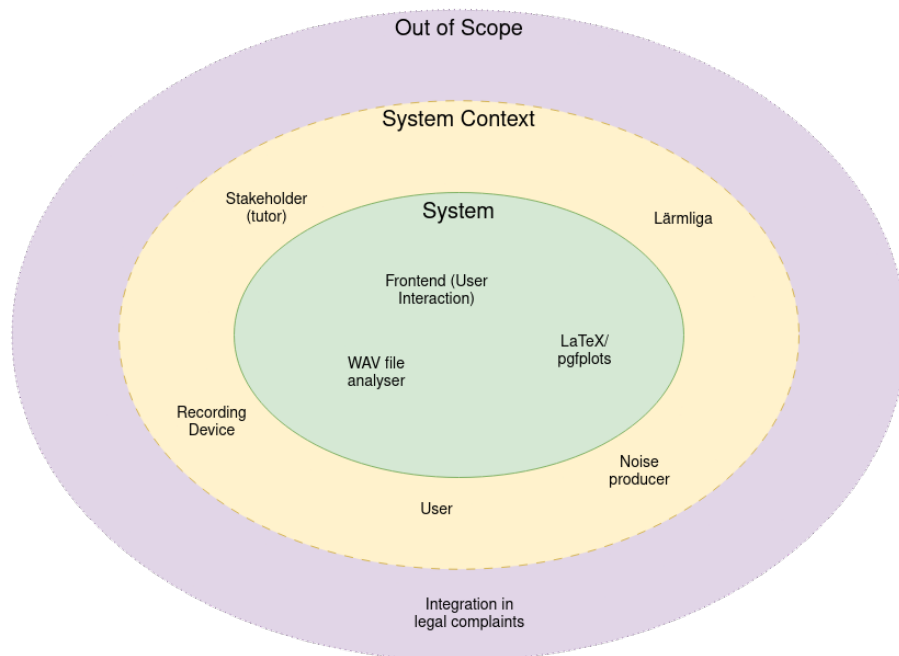 Out of Scope
System Context
Stakeholder
(tutor)
System
Lärmliga
Frontend (User
Interaction)
LaTeX/
pgfplots
WAV file
analyser
Recording
Device
Noise
producer
User
Integration in
legal complaints